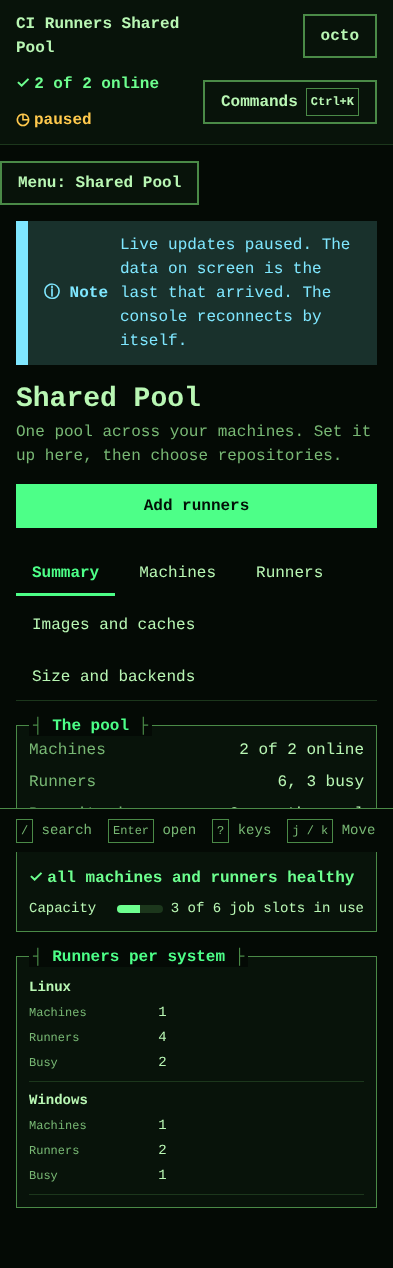 CI Runners Shared
Pool
octo
2 of 2 online
paused
Commands Ctrl+K
Menu: Shared Pool
Note
Live updates paused. The
data on screen is the
last that arrived. The
console reconnects by
itself.
Shared Pool
One pool across your machines. Set it
up here, then choose repositories.
Add runners
Summary Machines Runners
Images and caches
Size and backends
The pool
Machines 2 of 2 online
Runners 6, 3 busy
/ search Enter open ? keys j / k Move
all machines and runners healthy
Capacity 3 of 6 job slots in use
Runners per system
Linux
Machines 1
Runners 4
Busy 2
Windows
Machines 1
Runners 2
Busy 1